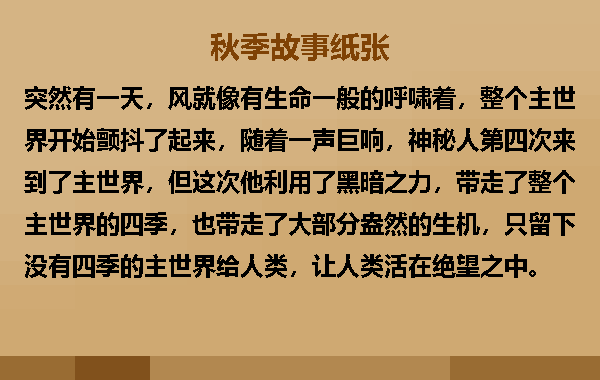 秋季故事纸张
突然有一天，风就像有生命一般的呼啸着，整个主世
界开始颤抖了起来，随着一声巨响，神秘人第四次来
到了主世界，但这次他利用了黑暗之力，带走了整个
主世界的四季，也带走了大部分盎然的生机，只留下
没有四季的主世界给人类，让人类活在绝望之中。